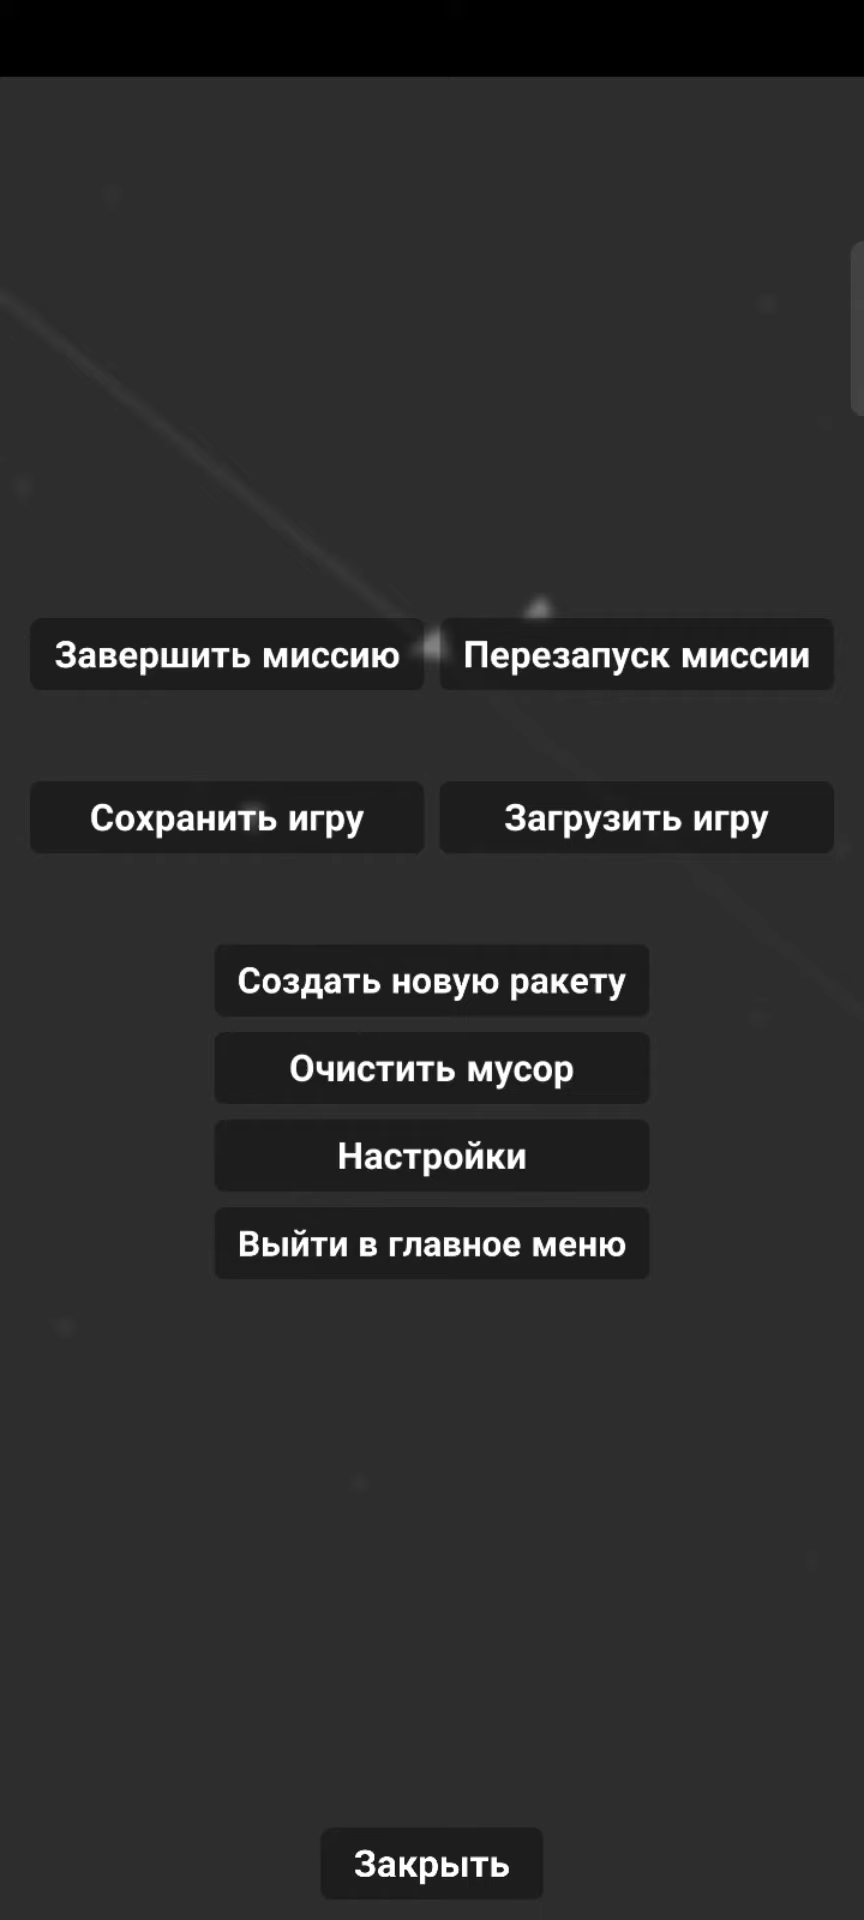 Завершить миссию
Перезапуск миссии
Сохранить игру
Загрузить игру
Создать новую ракету
Очистить мусор
Настройки
Выйти в главное меню
Закрыть